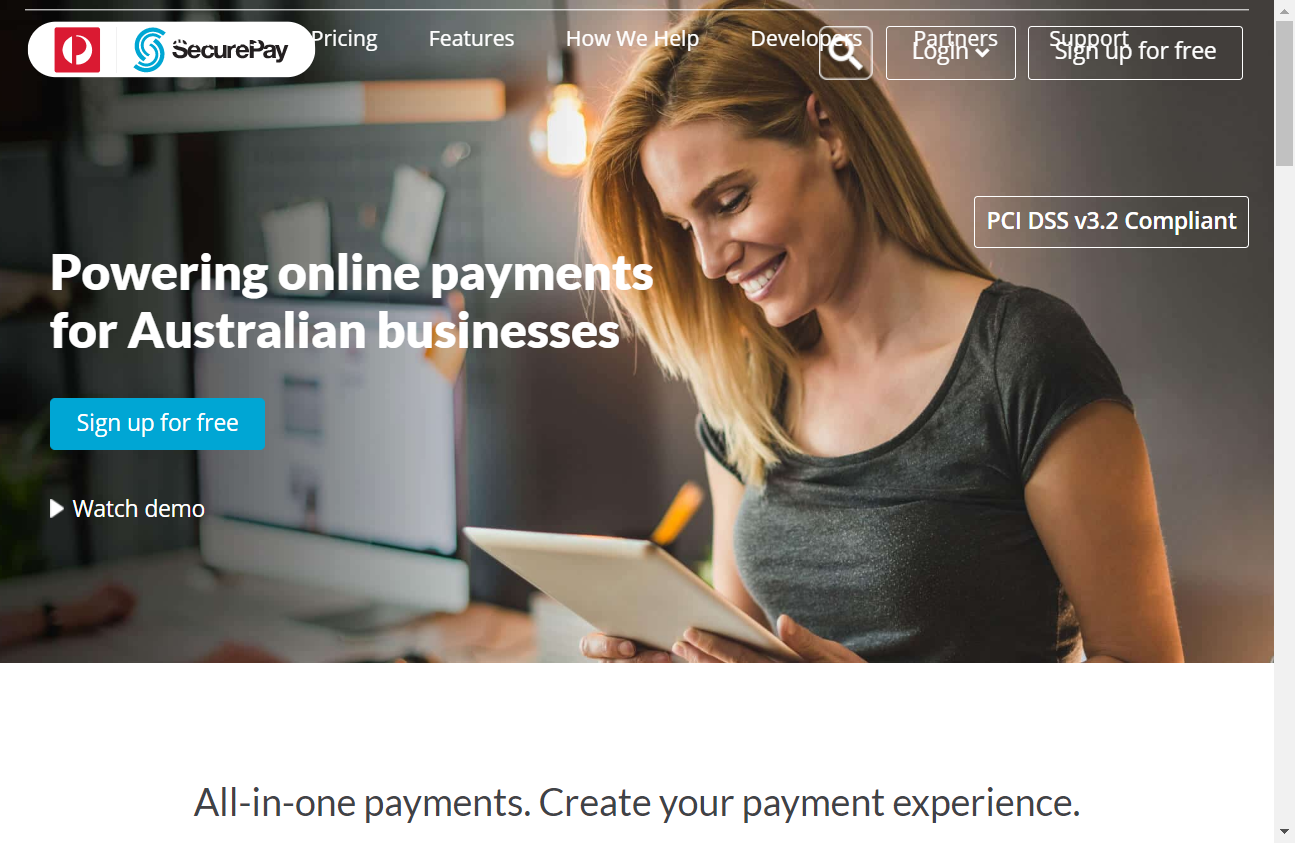 SecurePay
Pricing
Features
How We Help
Developers
Partners
Support
Login
Sign up for free
PCI DSS v3.2 Compliant
Powering online payments
for Australian businesses
Sign up for free
Watch demo
All-in-one payments. Create your payment experience.